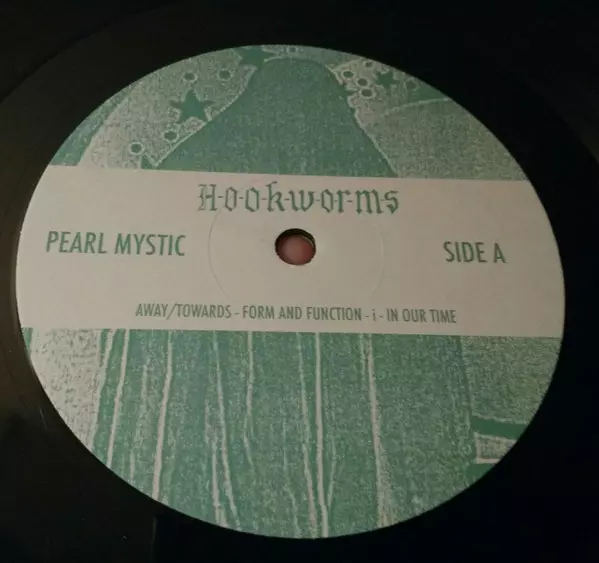 H-o-o-k-w-o-r-m-s
PEARL MYSTIC
SIDE A
AWAY/TOWARDS - FORM AND FUNCTION - i - IN OUR TIME